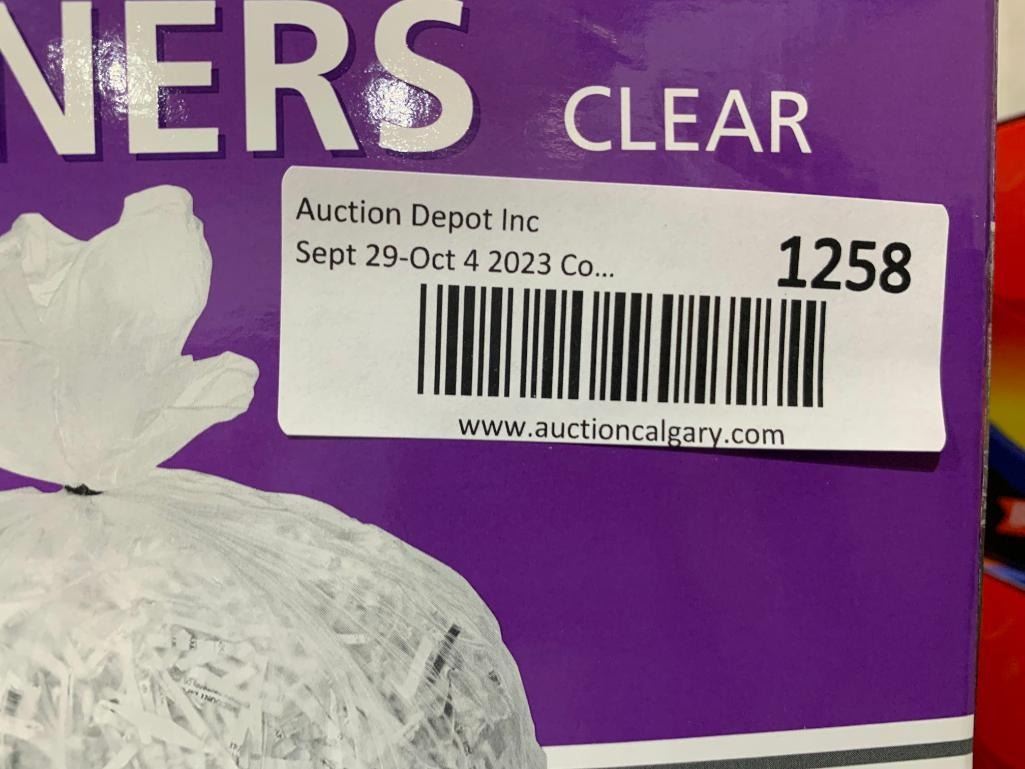 NERS CLEAR
Auction Depot Inc
Sept 29-Oct 4 2023 Co...
1258
www.auctioncalgary.com